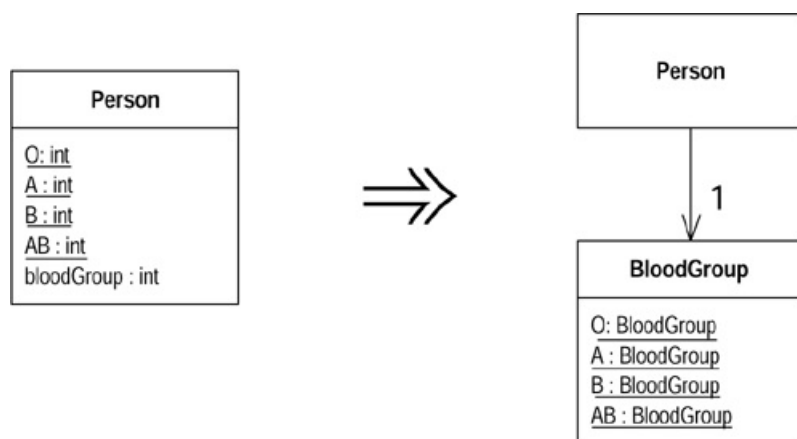 Person
O: int
A : int
B : int
AB : int
bloodGroup : int
Person
1
BloodGroup
O: BloodGroup
A : BloodGroup
B : BloodGroup
AB : BloodGroup